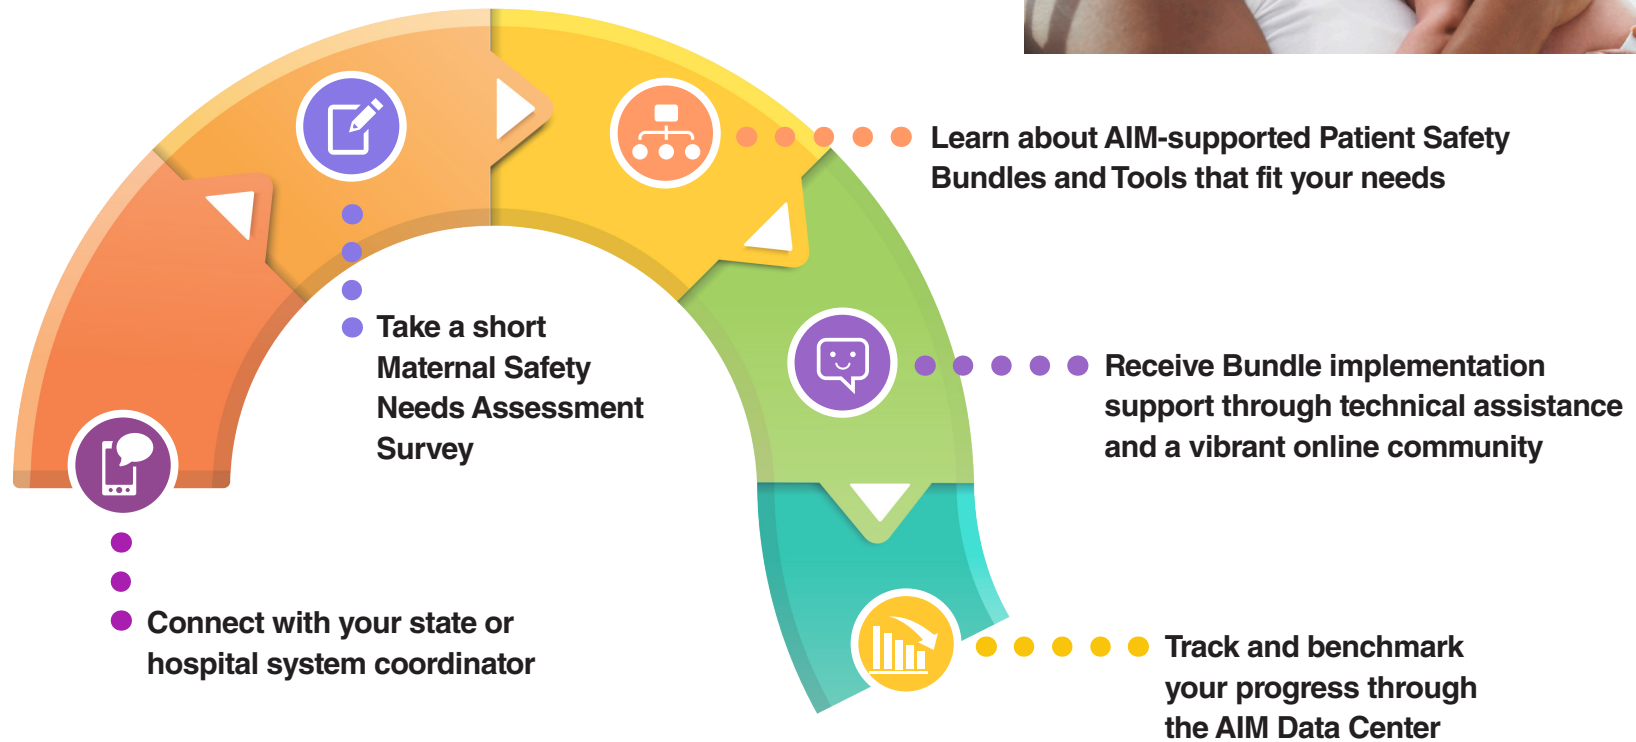 Learn about AIM-supported Patient Safety
Bundles and Tools that fit your needs
Take a short
Maternal Safety
Needs Assessment
Survey
Receive Bundle implementation
support through technical assistance
and a vibrant online community
Connect with your state or
hospital system coordinator
Track and benchmark
your progress through
the AIM Data Center